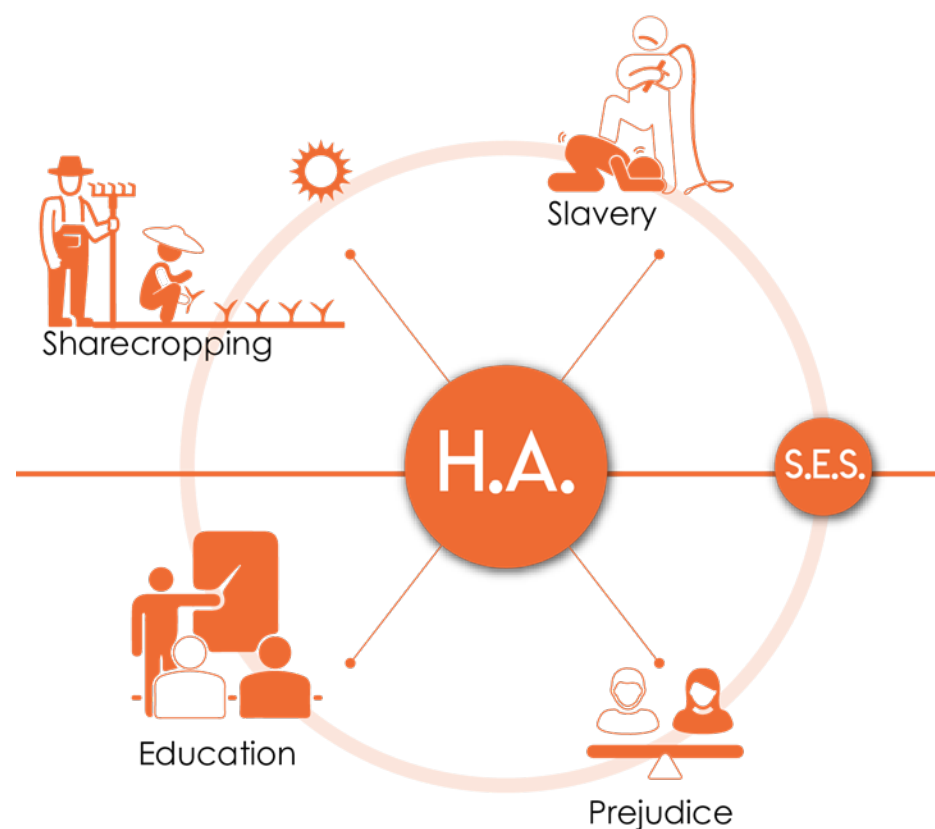 Slavery
Sharecropping
H.A.
S.E.S.
Education
Prejudice